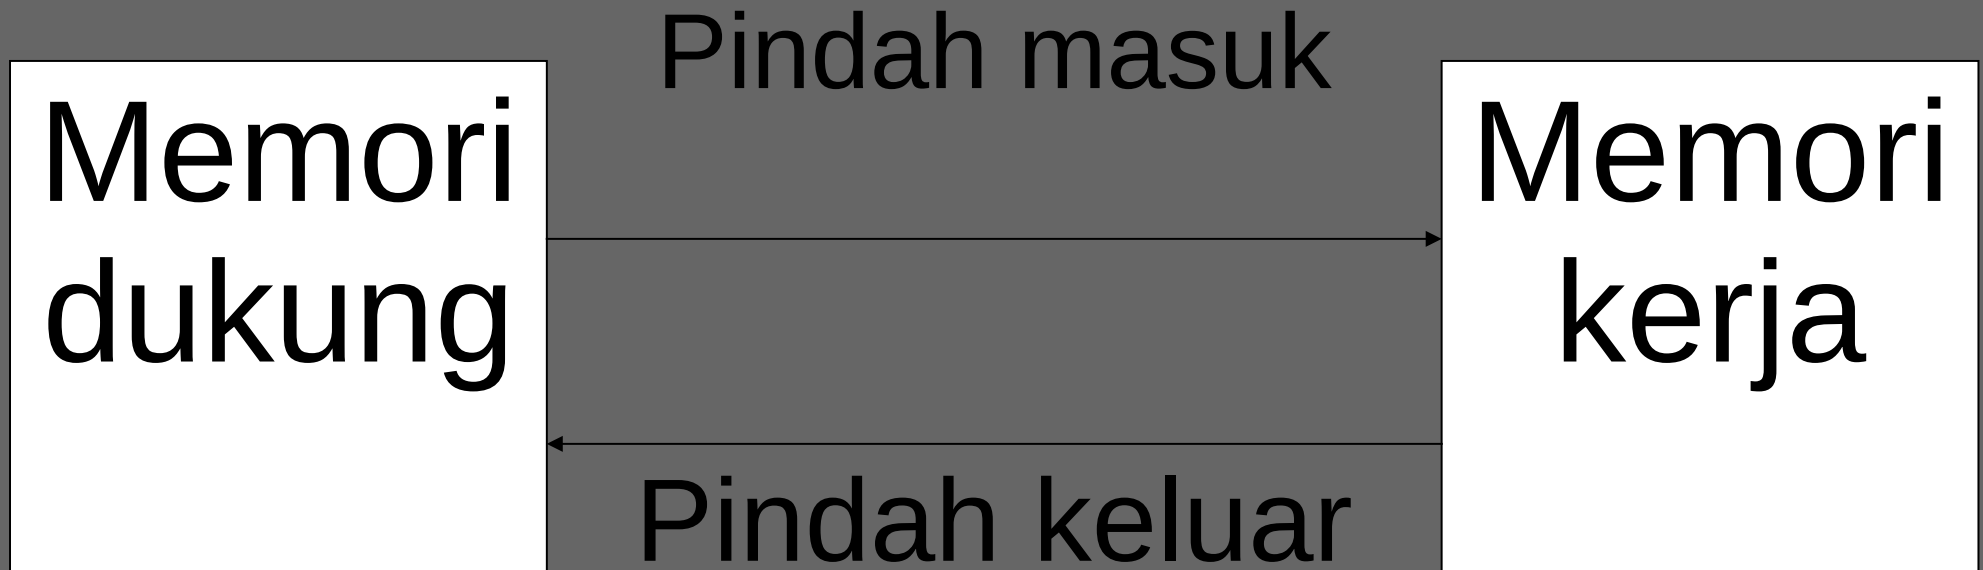 Pindah masuk
Memori
dukung
Memori
kerja
Pindah keluar